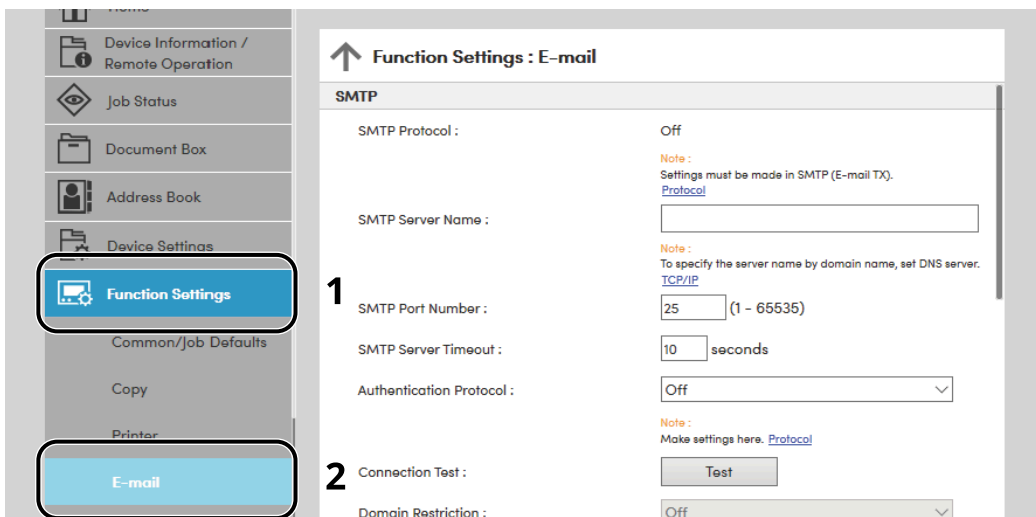 Home
Device Information /
Remote Operation
Job Status
Document Box
Address Book
Device Settings
Function Settings
Common/Job Defaults
Copy
Printer
E-mail
1
2
Function Settings : E-mail
SMTP
SMTP Protocol :
Off
Note :
Settings must be made in SMTP (E-mail TX).
Protocol
SMTP Server Name :
Note :
To specify the server name by domain name, set DNS server.
TCP/IP
SMTP Port Number :
25 (1 - 65535)
SMTP Server Timeout :
10 seconds
Authentication Protocol :
Off
Note :
Make settings here. Protocol
Connection Test :
Test
Domain Restriction :
Off